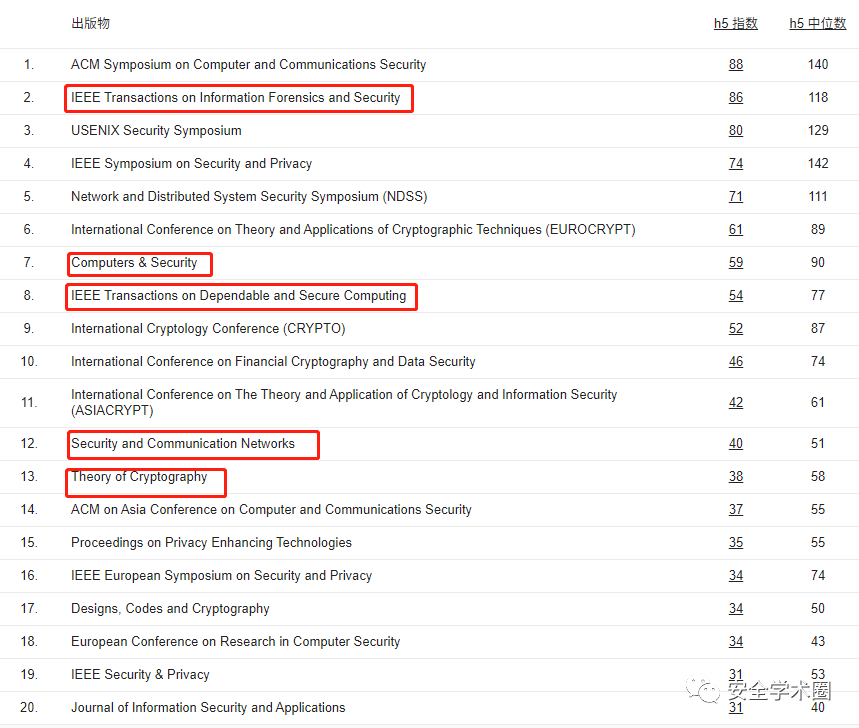 出版物 h5 指数 h5 中位数
1. ACM Symposium on Computer and Communications Security 88 140
2. IEEE Transactions on Information Forensics and Security 86 118
3. USENIX Security Symposium 80 129
4. IEEE Symposium on Security and Privacy 74 142
5. Network and Distributed System Security Symposium (NDSS) 71 111
6. International Conference on Theory and Applications of Cryptographic Techniques (EUROCRYPT) 61 89
7. Computers & Security 59 90
8. IEEE Transactions on Dependable and Secure Computing 54 77
9. International Cryptology Conference (CRYPTO) 52 87
10. International Conference on Financial Cryptography and Data Security 46 74
11. International Conference on The Theory and Application of Cryptology and Information Security 42 61
(ASIACRYPT)
12. Security and Communication Networks 40 51
13. Theory of Cryptography 38 58
14. ACM on Asia Conference on Computer and Communications Security 37 55
15. Proceedings on Privacy Enhancing Technologies 35 55
16. IEEE European Symposium on Security and Privacy 34 74
17. Designs, Codes and Cryptography 34 50
18. European Conference on Research in Computer Security 34 43
19. IEEE Security & Privacy 31 53
安全学术圈
20. Journal of Information Security and Applications 31 40